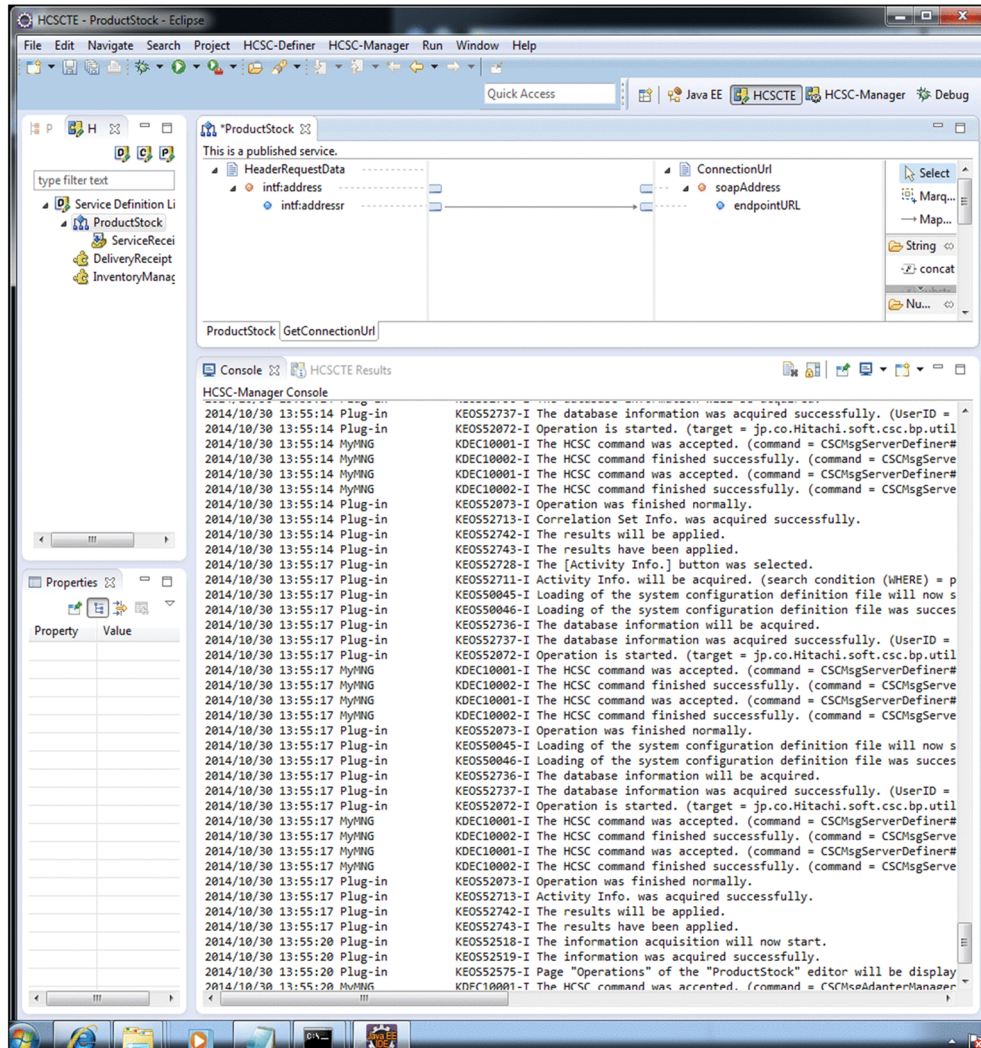 HCSCTE - ProductStock - Eclipse
File Edit Navigate Search Project HCSC-Definer HCSC-Manager Run Window Help
Quick Access
Java EE HCSCTE HCSC-Manager Debug
P H
type filter text
Service Definition Li
ProductStock
ServiceRecei
DeliveryReceipt
InventoryManag
*ProductStock
This is a published service.
HeaderRequestData
intf:address
intf:addressr
ConnectionUrl
soapAddress
endpointURL
Select
Marq...
Map...
String
concat
Nu...
ProductStock GetConnectionUrl
Properties
Property Value
Console HCSCTE Results
HCSC-Manager Console
2014/10/30 13:55:14 Plug-in KEOS52737-I The database information was acquired successfully. (UserID =
2014/10/30 13:55:14 Plug-in KEOS52072-I Operation is started. (target = jp.co.Hitachi.soft.csc.bp.util
2014/10/30 13:55:14 MyMNG KDEC10001-I The HCSC command was accepted. (command = CSCMsgServerDefiner#
2014/10/30 13:55:14 MyMNG KDEC10002-I The HCSC command finished successfully. (command = CSCMsgServe
2014/10/30 13:55:14 MyMNG KDEC10001-I The HCSC command was accepted. (command = CSCMsgServerDefiner#
2014/10/30 13:55:14 MyMNG KDEC10002-I The HCSC command finished successfully. (command = CSCMsgServe
2014/10/30 13:55:14 Plug-in KEOS52073-I Operation was finished normally.
2014/10/30 13:55:14 Plug-in KEOS52713-I Correlation Set Info. was acquired successfully.
2014/10/30 13:55:14 Plug-in KEOS52742-I The results will be applied.
2014/10/30 13:55:14 Plug-in KEOS52743-I The results have been applied.
2014/10/30 13:55:17 Plug-in KEOS52728-I The [Activity Info.] button was selected.
2014/10/30 13:55:17 Plug-in KEOS52711-I Activity Info. will be acquired. (search condition (WHERE) = p
2014/10/30 13:55:17 Plug-in KEOS50045-I Loading of the system configuration definition file will now s
2014/10/30 13:55:17 Plug-in KEOS50046-I Loading of the system configuration definition file was succes
2014/10/30 13:55:17 Plug-in KEOS52736-I The database information will be acquired.
2014/10/30 13:55:17 Plug-in KEOS52737-I The database information was acquired successfully. (UserID =
2014/10/30 13:55:17 Plug-in KEOS52072-I Operation is started. (target = jp.co.Hitachi.soft.csc.bp.util
2014/10/30 13:55:17 MyMNG KDEC10001-I The HCSC command was accepted. (command = CSCMsgServerDefiner#
2014/10/30 13:55:17 MyMNG KDEC10002-I The HCSC command finished successfully. (command = CSCMsgServe
2014/10/30 13:55:17 MyMNG KDEC10001-I The HCSC command was accepted. (command = CSCMsgServerDefiner#
2014/10/30 13:55:17 MyMNG KDEC10002-I The HCSC command finished successfully. (command = CSCMsgServe
2014/10/30 13:55:17 Plug-in KEOS52073-I Operation was finished normally.
2014/10/30 13:55:17 Plug-in KEOS50045-I Loading of the system configuration definition file will now s
2014/10/30 13:55:17 Plug-in KEOS50046-I Loading of the system configuration definition file was succes
2014/10/30 13:55:17 Plug-in KEOS52736-I The database information will be acquired.
2014/10/30 13:55:17 Plug-in KEOS52737-I The database information was acquired successfully. (UserID =
2014/10/30 13:55:17 Plug-in KEOS52072-I Operation is started. (target = jp.co.Hitachi.soft.csc.bp.util
2014/10/30 13:55:17 MyMNG KDEC10001-I The HCSC command was accepted. (command = CSCMsgServerDefiner#
2014/10/30 13:55:17 MyMNG KDEC10002-I The HCSC command finished successfully. (command = CSCMsgServe
2014/10/30 13:55:17 MyMNG KDEC10001-I The HCSC command was accepted. (command = CSCMsgServerDefiner#
2014/10/30 13:55:17 MyMNG KDEC10002-I The HCSC command finished successfully. (command = CSCMsgServe
2014/10/30 13:55:17 Plug-in KEOS52073-I Operation was finished normally.
2014/10/30 13:55:17 Plug-in KEOS52713-I Activity Info. was acquired successfully.
2014/10/30 13:55:17 Plug-in KEOS52742-I The results will be applied.
2014/10/30 13:55:17 Plug-in KEOS52743-I The results have been applied.
2014/10/30 13:55:20 Plug-in KEOS52518-I The information acquisition will now start.
2014/10/30 13:55:20 Plug-in KEOS52519-I The information was acquired successfully.
2014/10/30 13:55:20 Plug-in KEOS52575-I Page "Operations" of the "ProductStock" editor will be display
2014/10/30 13:55:20 MyMNG KDEC10001-I The HCSC command was accepted. (command = CSCMsgAdapterManager
Java EE
IDE